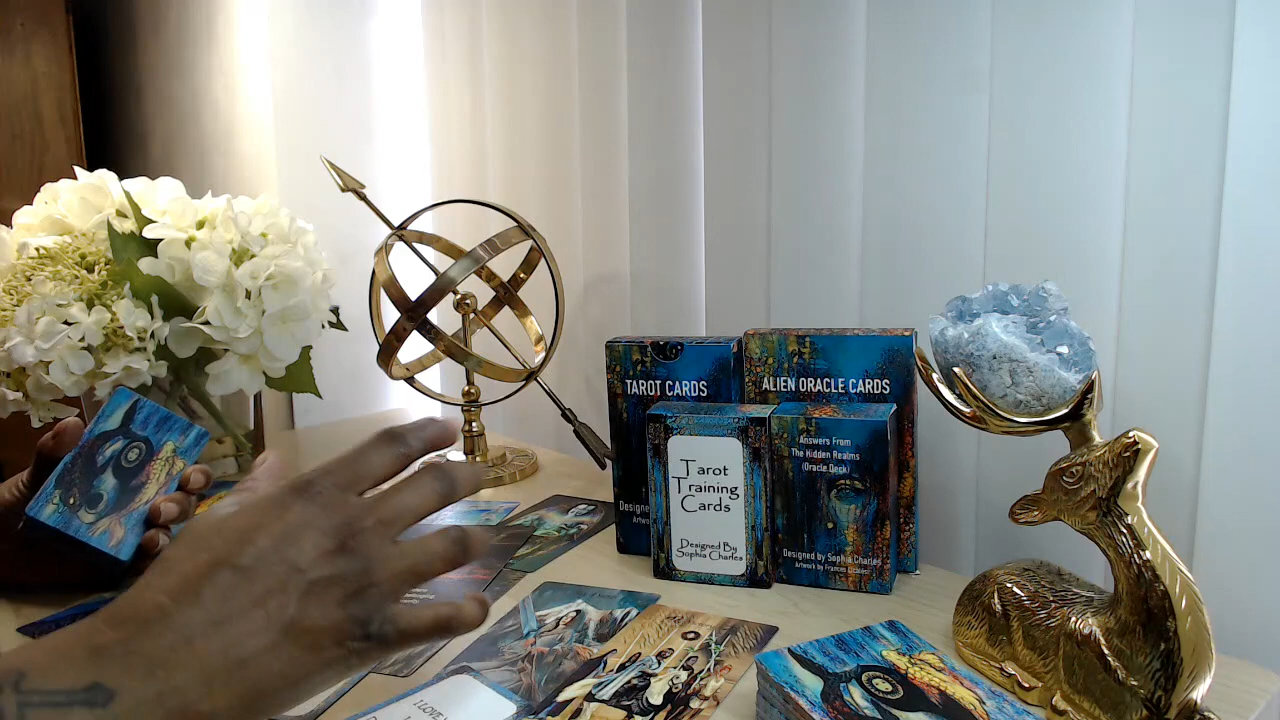 TAROT CARDS
ALIEN ORACLE CARDS
Tarot
Training
Cards
Designed By
Sophia Charles
Answers From
The Hidden Realms
(Oracle Deck)
Designed by Sophia Charles
Artwork by Frances
Designe
Artwo
I LOVE